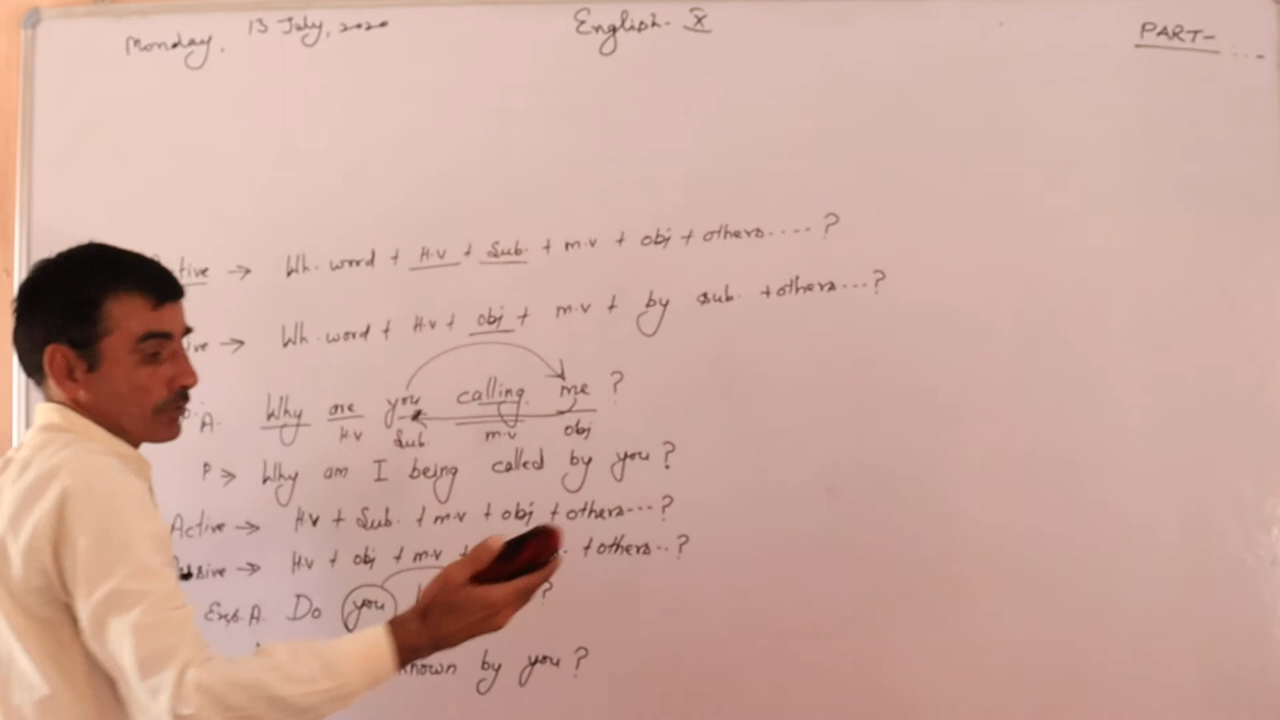 Monday, 13 July, 2020 English. X PART-
tive → Wh. word + H.V + Sub. + m.v + obj + others.... ?
ive → Wh. word + H.V + obj + m.v + by sub. + others...?
A. Why are you calling me ?
H.V Sub m.v obj
P → Why am I being called by you ?
Active → H.V + Sub. + m.v + obj + others... ?
ssive → H.V + obj + m.v + + others.. ?
Exp. A. Do you ?
known by you ?